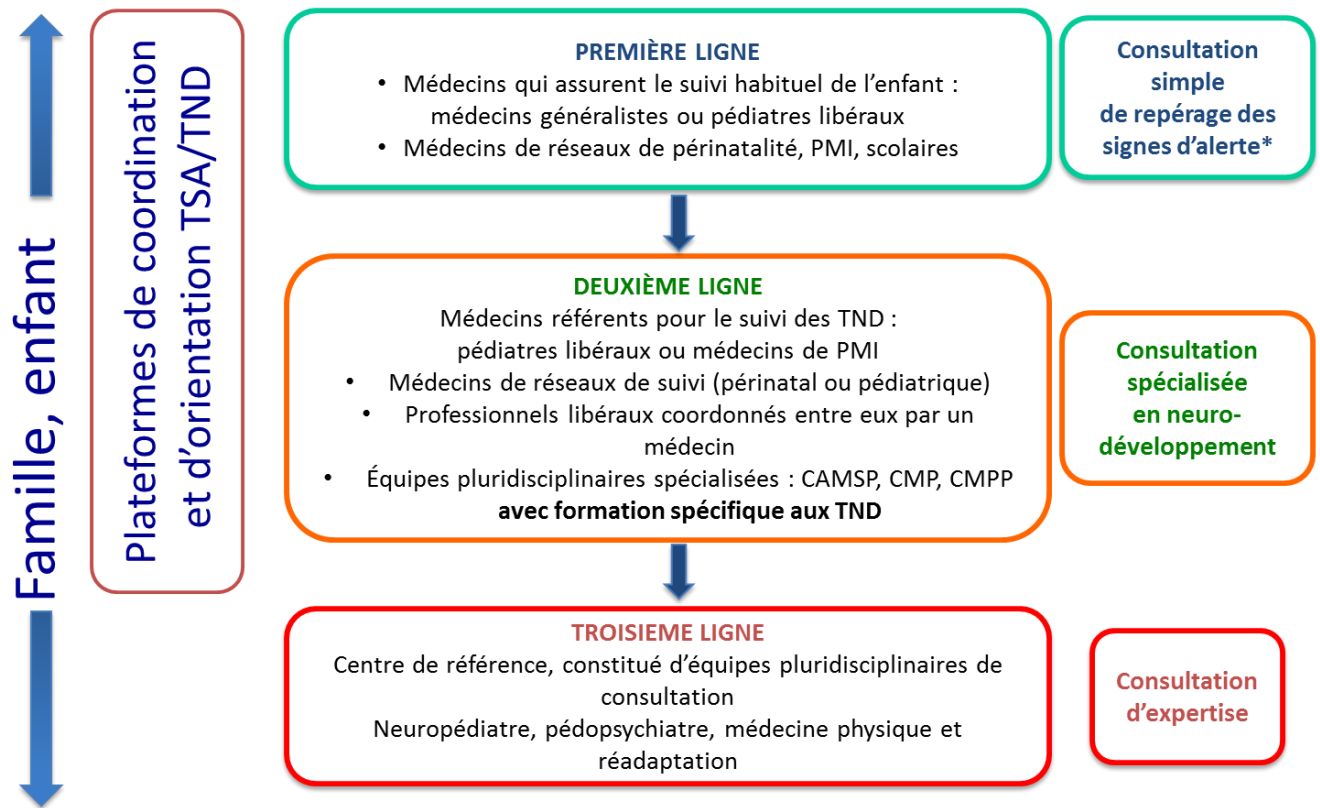 Famille, enfant
Plateformes de coordination
et d’orientation TSA/TND
PREMIÈRE LIGNE
• Médecins qui assurent le suivi habituel de l’enfant :
médecins généralistes ou pédiatres libéraux
• Médecins de réseaux de périnatalité, PMI, scolaires
Consultation
simple
de repérage des
signes d’alerte*
DEUXIÈME LIGNE
Médecins référents pour le suivi des TND :
pédiatres libéraux ou médecins de PMI
• Médecins de réseaux de suivi (périnatal ou pédiatrique)
• Professionnels libéraux coordonnés entre eux par un
médecin
• Équipes pluridisciplinaires spécialisées : CAMSP, CMP, CMPP
avec formation spécifique aux TND
Consultation
spécialisée
en neuro-
développement
TROISIEME LIGNE
Centre de référence, constitué d’équipes pluridisciplinaires de
consultation
Neuropédiatre, pédopsychiatre, médecine physique et
réadaptation
Consultation
d’expertise